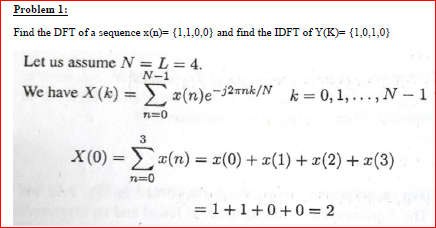 Problem 1:
Find the DFT of a sequence x(n)= {1,1,0,0} and find the IDFT of Y(K)= {1,0,1,0}
Let us assume N = L = 4.
We have X(k) = \sum_{n=0}^{N-1} x(n)e^{-j2πnk/N}   k = 0, 1, . . . , N − 1
X(0) = \sum_{n=0}^{3} x(n) = x(0) + x(1) + x(2) + x(3)
= 1 + 1 + 0 + 0 = 2